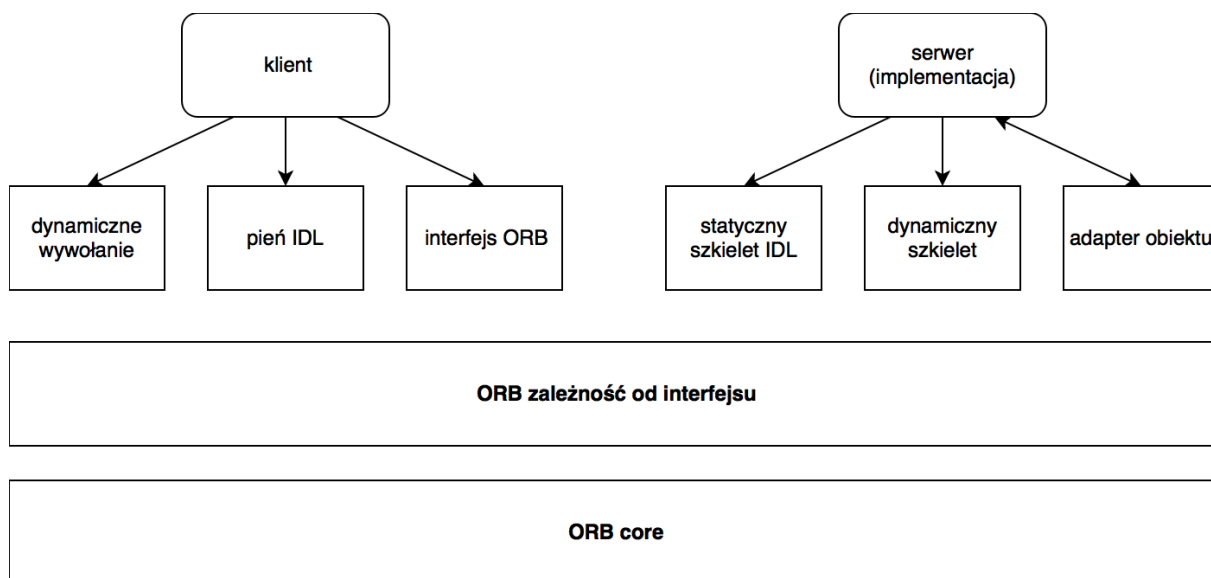 klient
serwer
(implementacja)
dynamiczne
wywołanie
pień IDL
interfejs ORB
statyczny
szkielet IDL
dynamiczny
szkielet
adapter obiektu
ORB zależność od interfejsu
ORB core